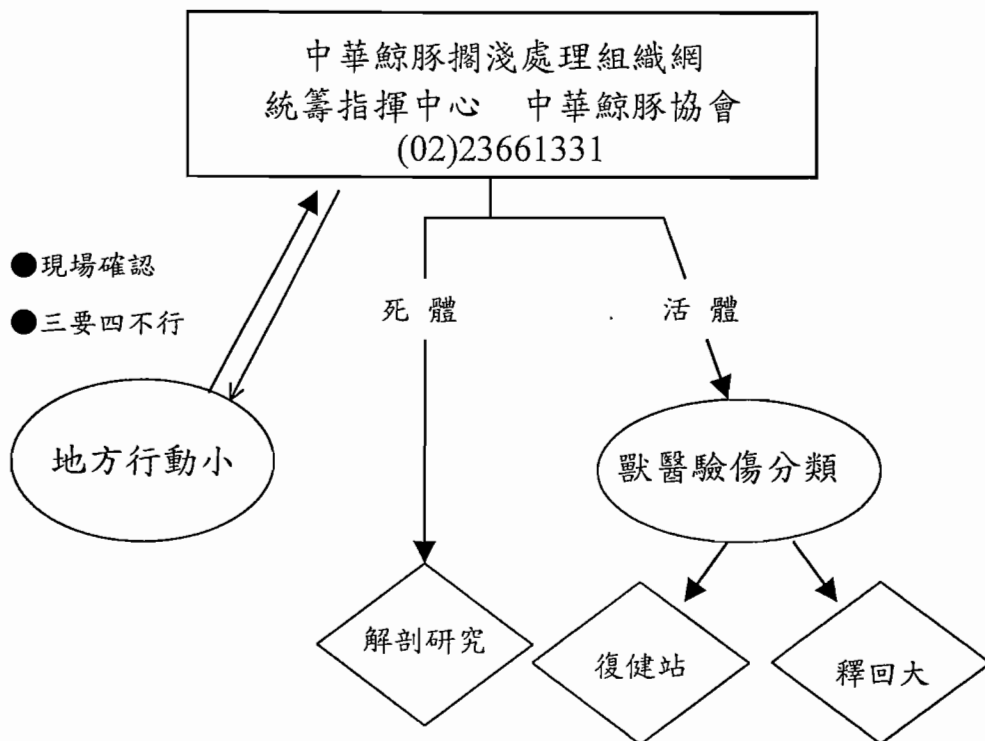 中華鯨豚擱淺處理組織網
統籌指揮中心　中華鯨豚協會
(02)23661331
●現場確認
●三要四不行
死 體
活 體
地方行動小
獸醫驗傷分類
解剖研究
復健站
釋回大